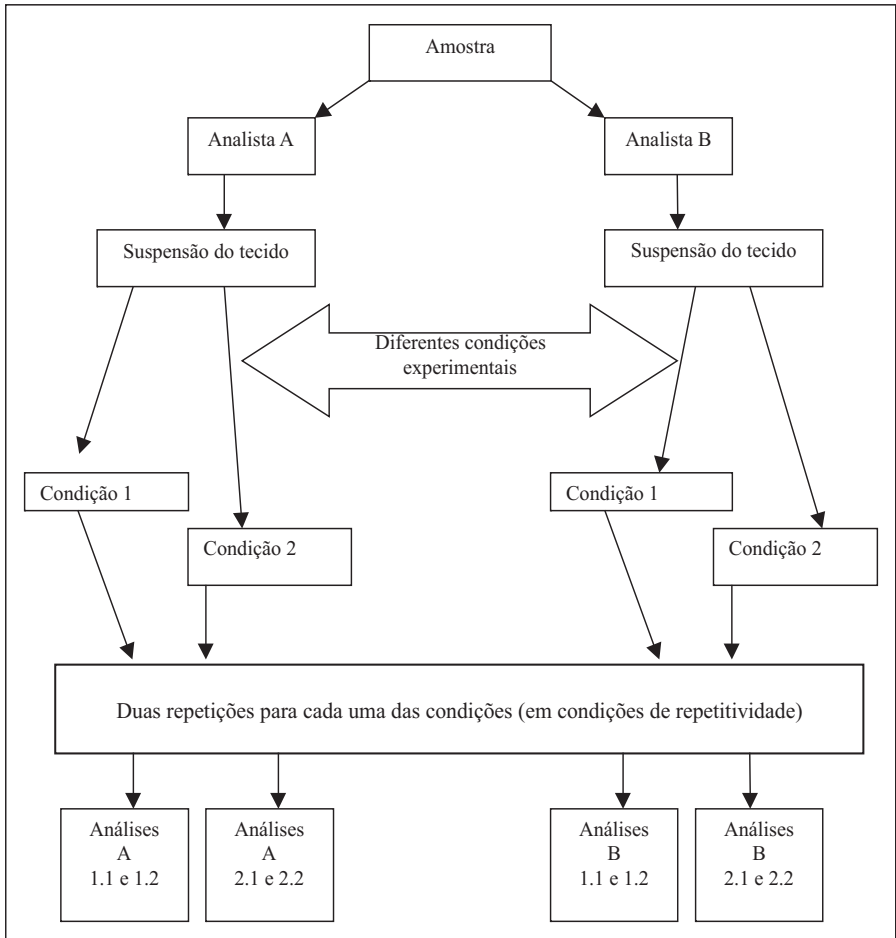 Amostra
Analista A
Analista B
Suspensão do tecido
Suspensão do tecido
Diferentes condições
experimentais
Condição 1
Condição 1
Condição 2
Condição 2
Duas repetições para cada uma das condições (em condições de repetitividade)
Análises
A
1.1 e 1.2
Análises
A
2.1 e 2.2
Análises
B
1.1 e 1.2
Análises
B
2.1 e 2.2